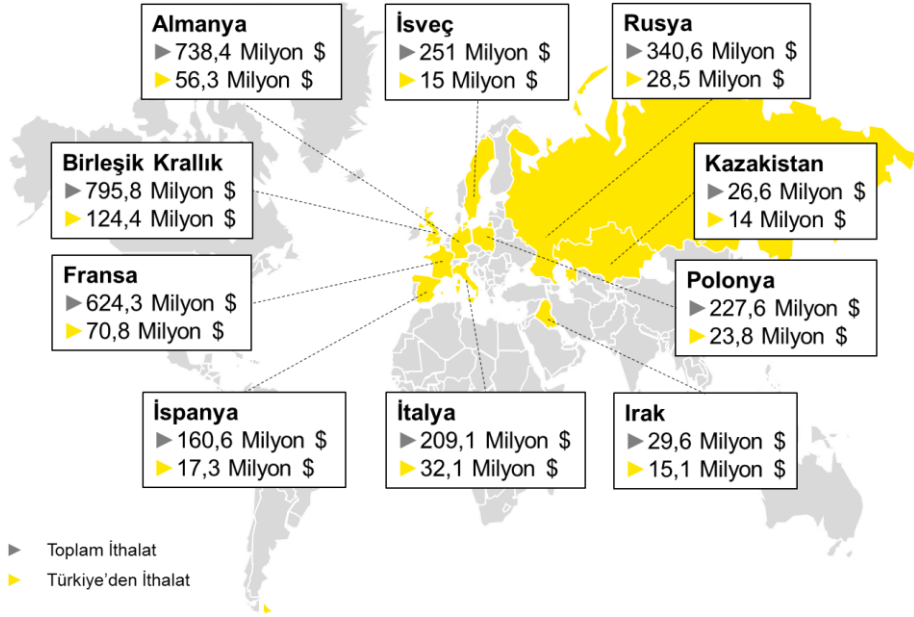 Almanya
738,4 Milyon $
56,3 Milyon $
İsveç
251 Milyon $
15 Milyon $
Rusya
340,6 Milyon $
28,5 Milyon $
Birleşik Krallık
795,8 Milyon $
124,4 Milyon $
Kazakistan
26,6 Milyon $
14 Milyon $
Fransa
624,3 Milyon $
70,8 Milyon $
Polonya
227,6 Milyon $
23,8 Milyon $
İspanya
160,6 Milyon $
17,3 Milyon $
İtalya
209,1 Milyon $
32,1 Milyon $
Irak
29,6 Milyon $
15,1 Milyon $
Toplam İthalat
Türkiye’den İthalat